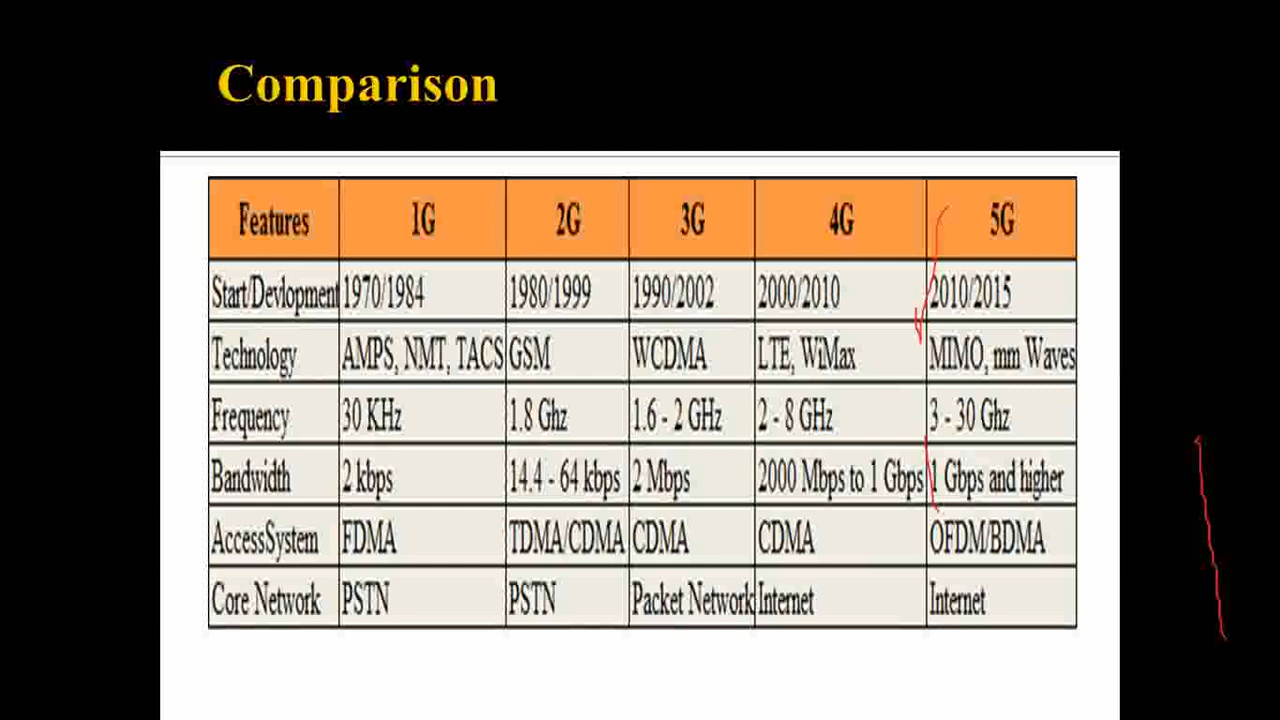 Comparison
Features 1G 2G 3G 4G 5G
Start/Devlopment 1970/1984 1980/1999 1990/2002 2000/2010 2010/2015
Technology AMPS, NMT, TACS GSM WCDMA LTE, WiMax MIMO, mm Waves
Frequency 30 KHz 1.8 Ghz 1.6 - 2 GHz 2 - 8 GHz 3 - 30 Ghz
Bandwidth 2 kbps 14.4 - 64 kbps 2 Mbps 2000 Mbps to 1 Gbps 1 Gbps and higher
AccessSystem FDMA TDMA/CDMA CDMA CDMA OFDM/BDMA
Core Network PSTN PSTN Packet Network Internet Internet